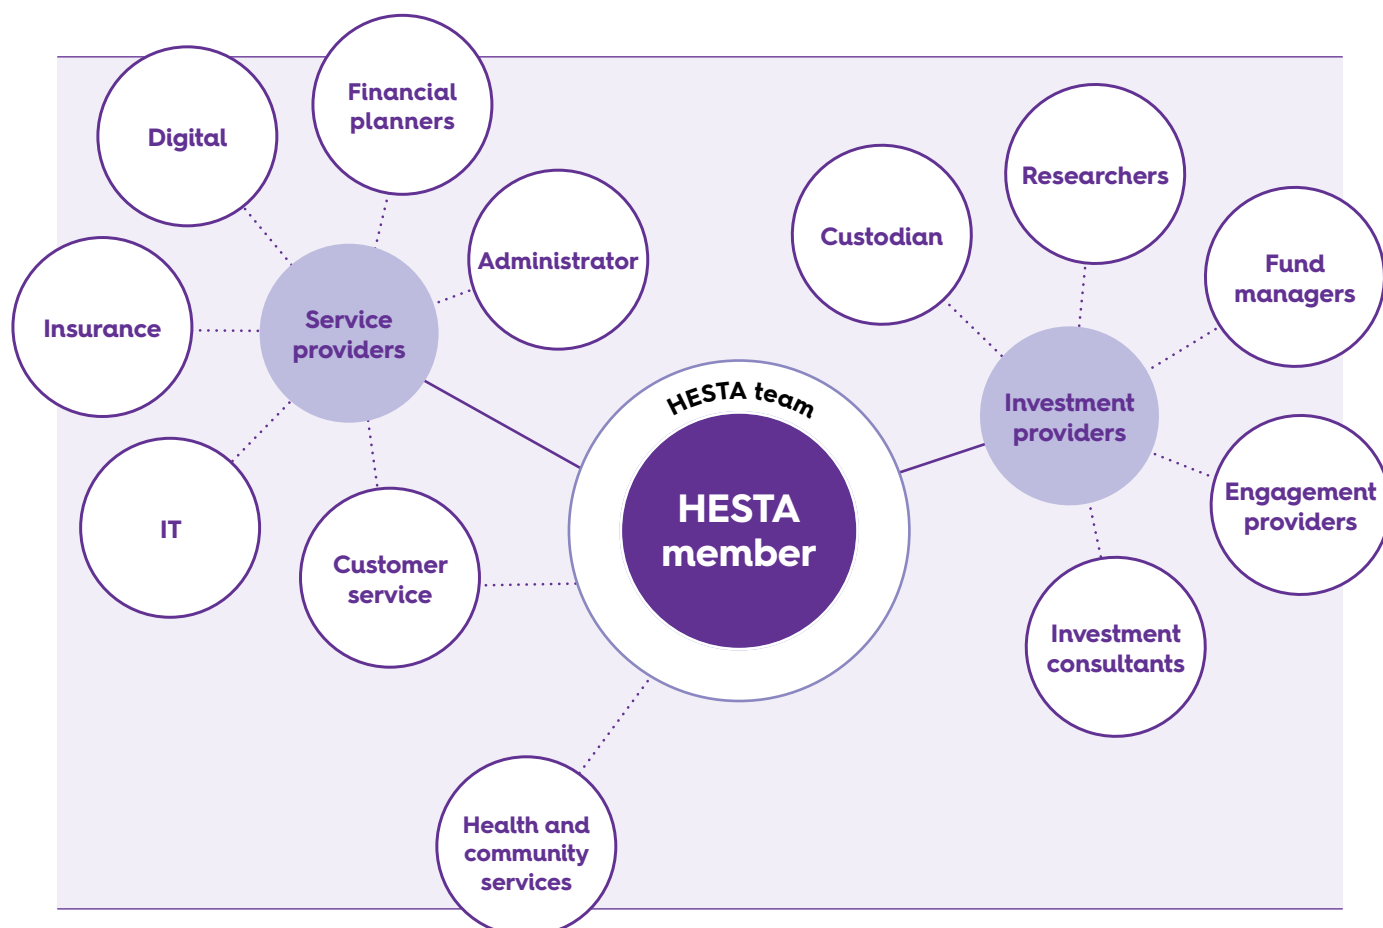 Financial
planners
Digital
Administrator
Insurance
Service
providers
IT
Customer
service
HESTA team
HESTA
member
Health and
community
services
Custodian
Researchers
Fund
managers
Investment
providers
Engagement
providers
Investment
consultants